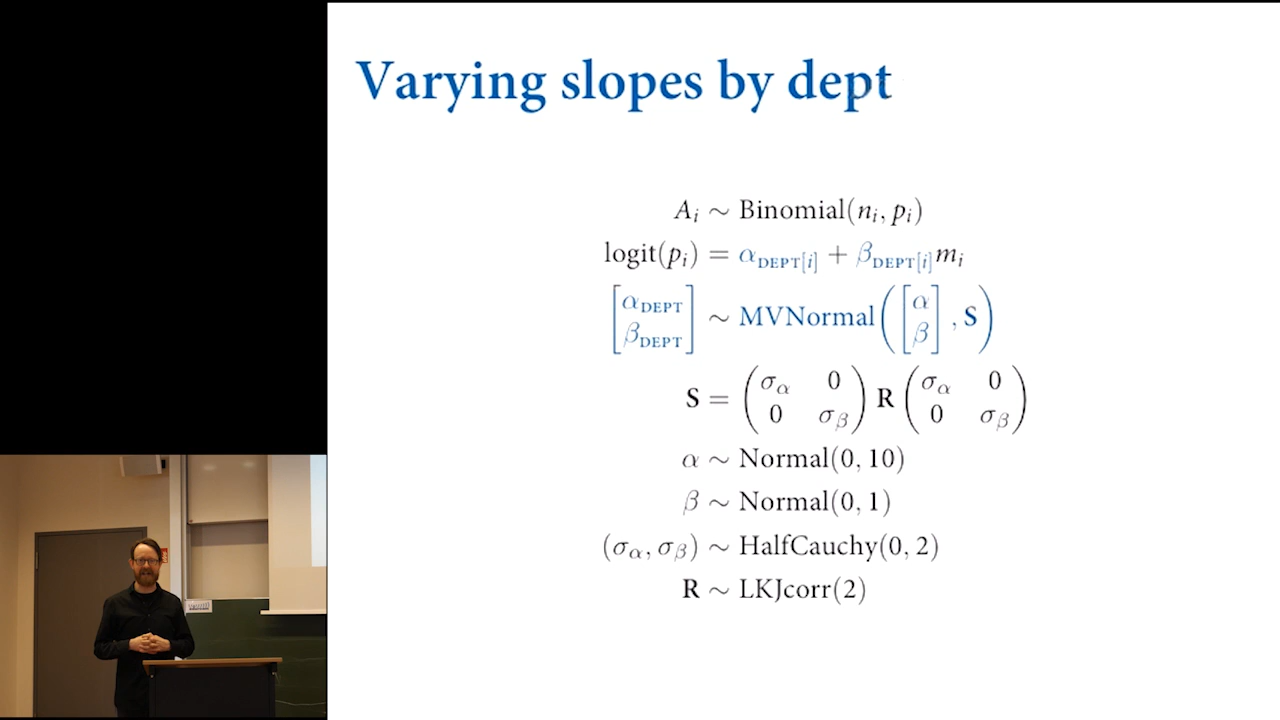 Varying slopes by dept
A_i ~ Binomial(n_i, p_i)
logit(p_i) = α_DEPT[i] + β_DEPT[i] m_i
[α_DEPT; β_DEPT] ~ MVNormal([α; β], S)
S = (σ_α 0; 0 σ_β) R (σ_α 0; 0 σ_β)
α ~ Normal(0, 10)
β ~ Normal(0, 1)
(σ_α, σ_β) ~ HalfCauchy(0, 2)
R ~ LKJcorr(2)